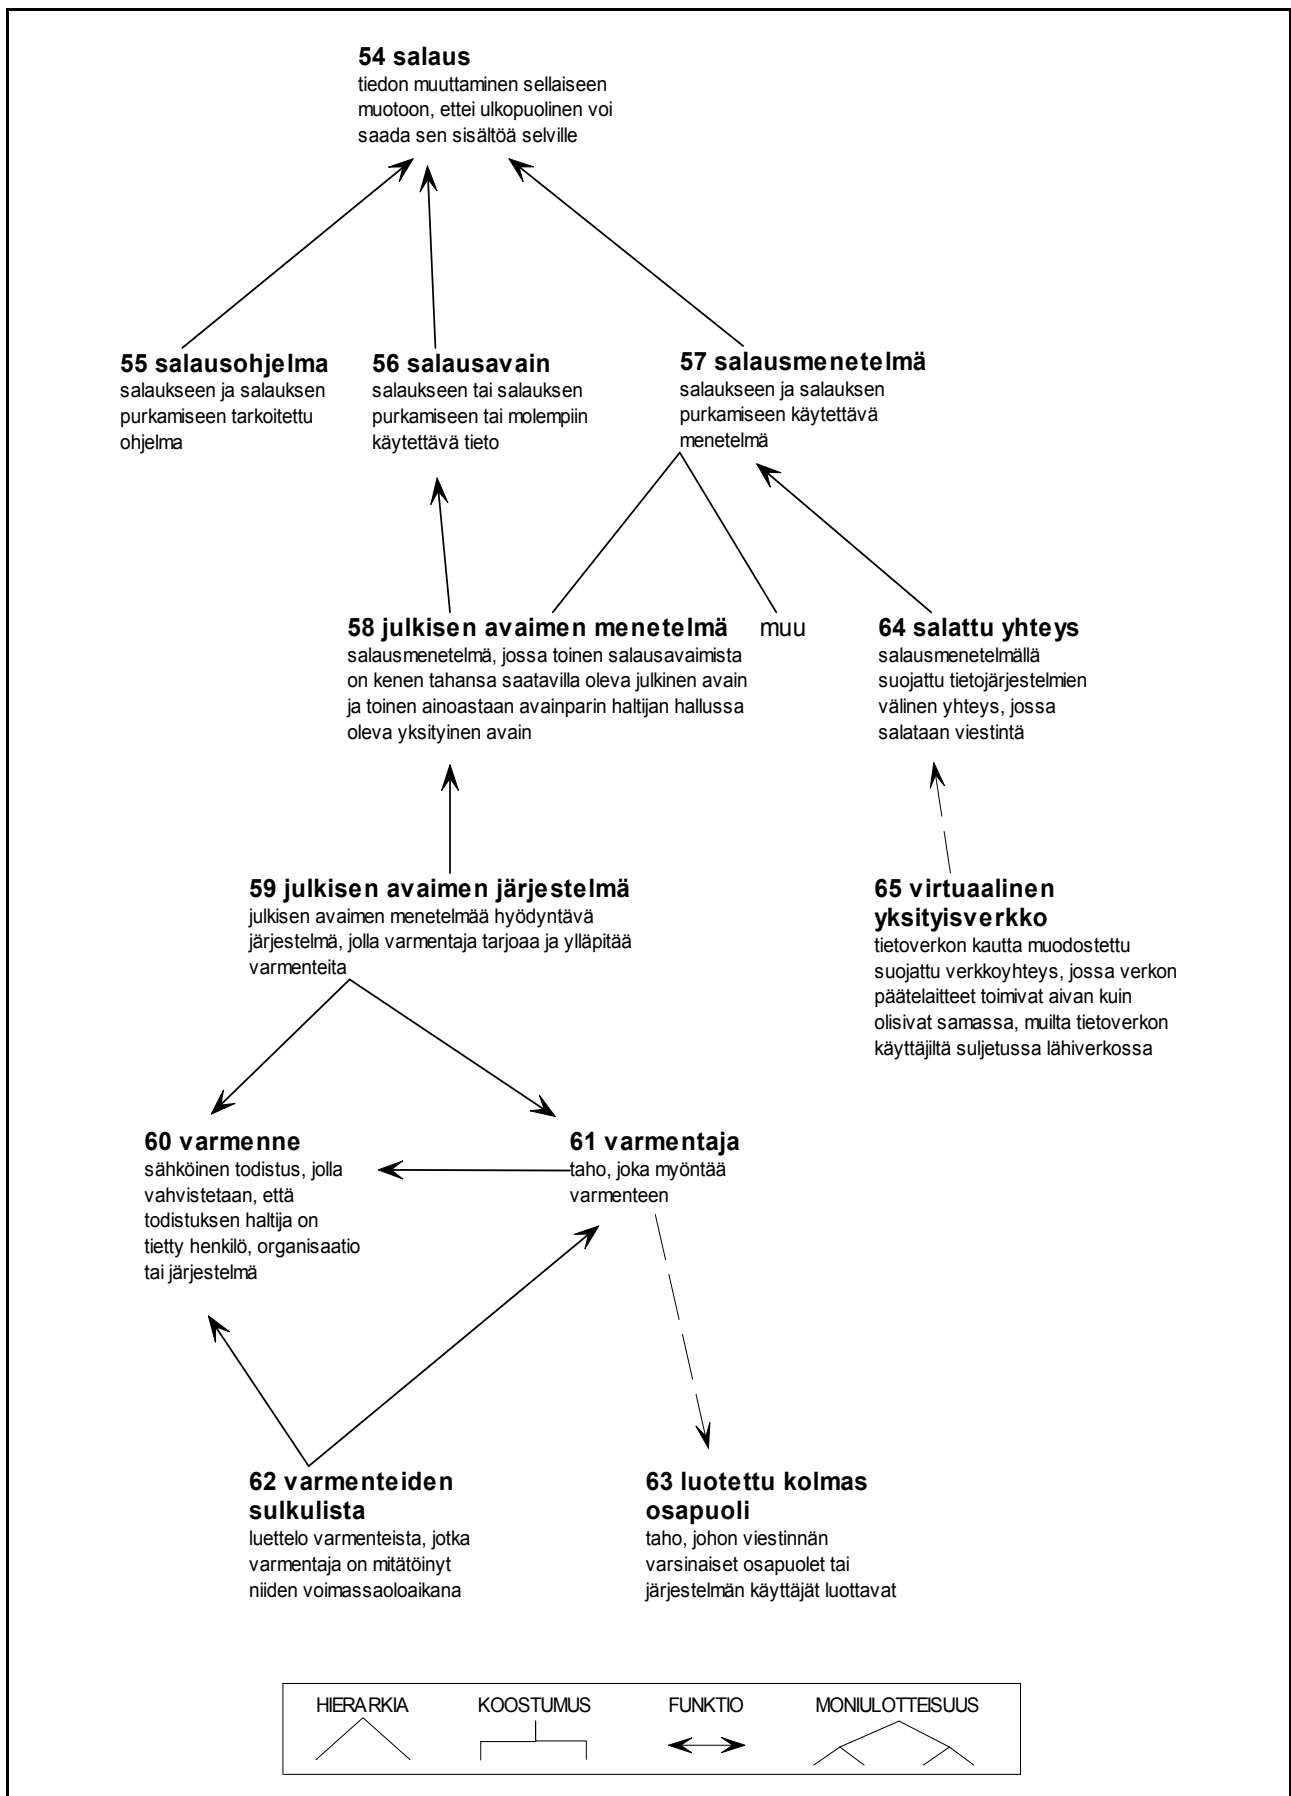 54 salaus
tiedon muuttaminen sellaiseen
muotoon, ettei ulkopuolinen voi
saada sen sisältöä selville
55 salausohjelma
salaukseen ja salauksen
purkamiseen tarkoitettu
ohjelma
56 salausavain
salaukseen tai salauksen
purkamiseen tai molempiin
käytettävä tieto
57 salausmenetelmä
salaukseen ja salauksen
purkamiseen käytettävä
menetelmä
58 julkisen avaimen menetelmä
salausmenetelmä, jossa toinen salausavaimista
on kenen tahansa saatavilla oleva julkinen avain
ja toinen ainoastaan avainparin haltijan hallussa
oleva yksityinen avain
muu
64 salattu yhteys
salausmenetelmällä
suojattu tietojärjestelmien
välinen yhteys, jossa
salataan viestintä
59 julkisen avaimen järjestelmä
julkisen avaimen menetelmää hyödyntävä
järjestelmä, jolla varmentaja tarjoaa ja ylläpitää
varmenteita
65 virtuaalinen
yksityisverkko
tietoverkon kautta muodostettu
suojattu verkkoyhteys, jossa verkon
päätelaitteet toimivat aivan kuin
olisivat samassa, muilta tietoverkon
käyttäjiltä suljetussa lähiverkossa
60 varmenne
sähköinen todistus, jolla
vahvistetaan, että
todistuksen haltija on
tietty henkilö, organisaatio
tai järjestelmä
61 varmentaja
taho, joka myöntää
varmenteen
62 varmenteiden
sulkulista
luettelo varmenteista, jotka
varmentaja on mitätöinyt
niiden voimassaoloaikana
63 luotettu kolmas
osapuoli
taho, johon viestinnän
varsinaiset osapuolet tai
järjestelmän käyttäjät luottavat
HIERARKIA KOOSTUMUS FUNKTIO MONIULOTTEISUUS